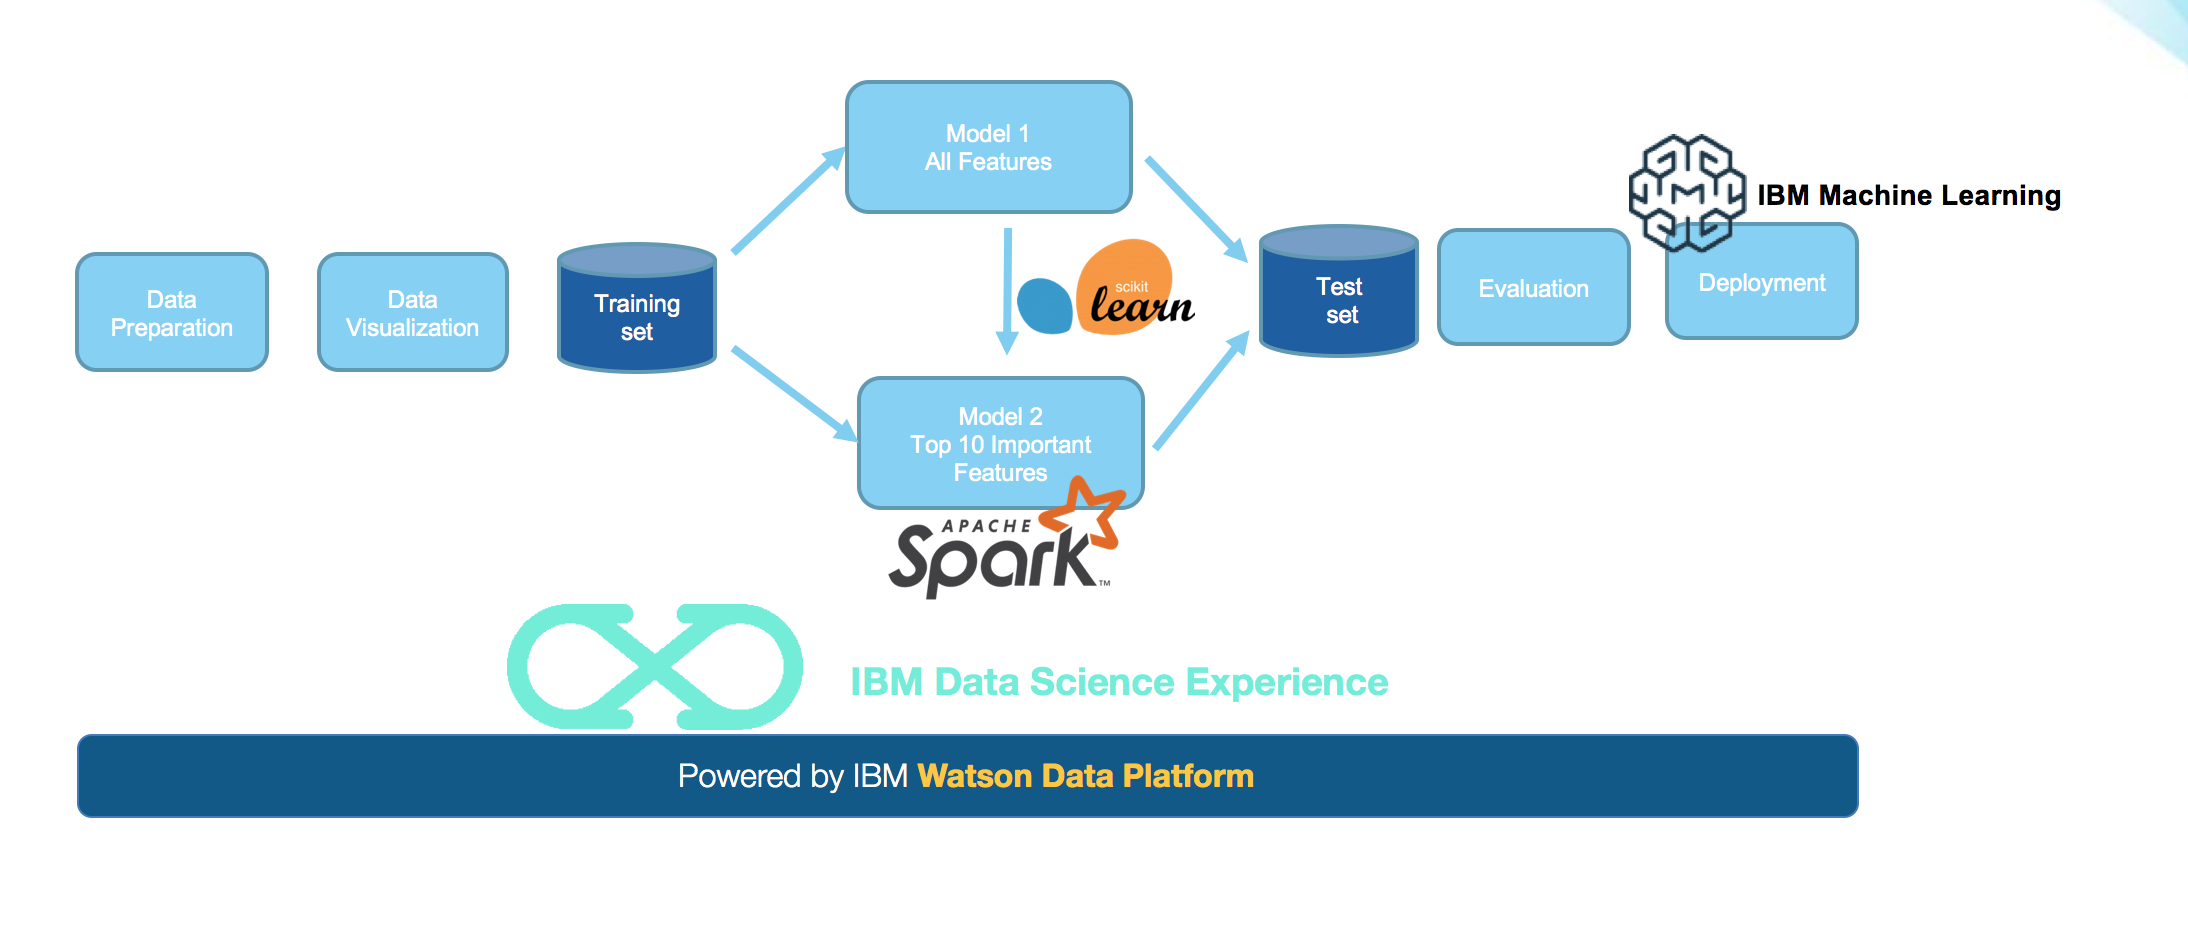 Model 1
All Features
IBM Machine Learning
Data
Preparation
Data
Visualization
Training
set
scikit
learn
Test
set
Evaluation
Deployment
Model 2
Top 10 Important
Features
APACHE
Spark™
IBM Data Science Experience
Powered by IBM Watson Data Platform